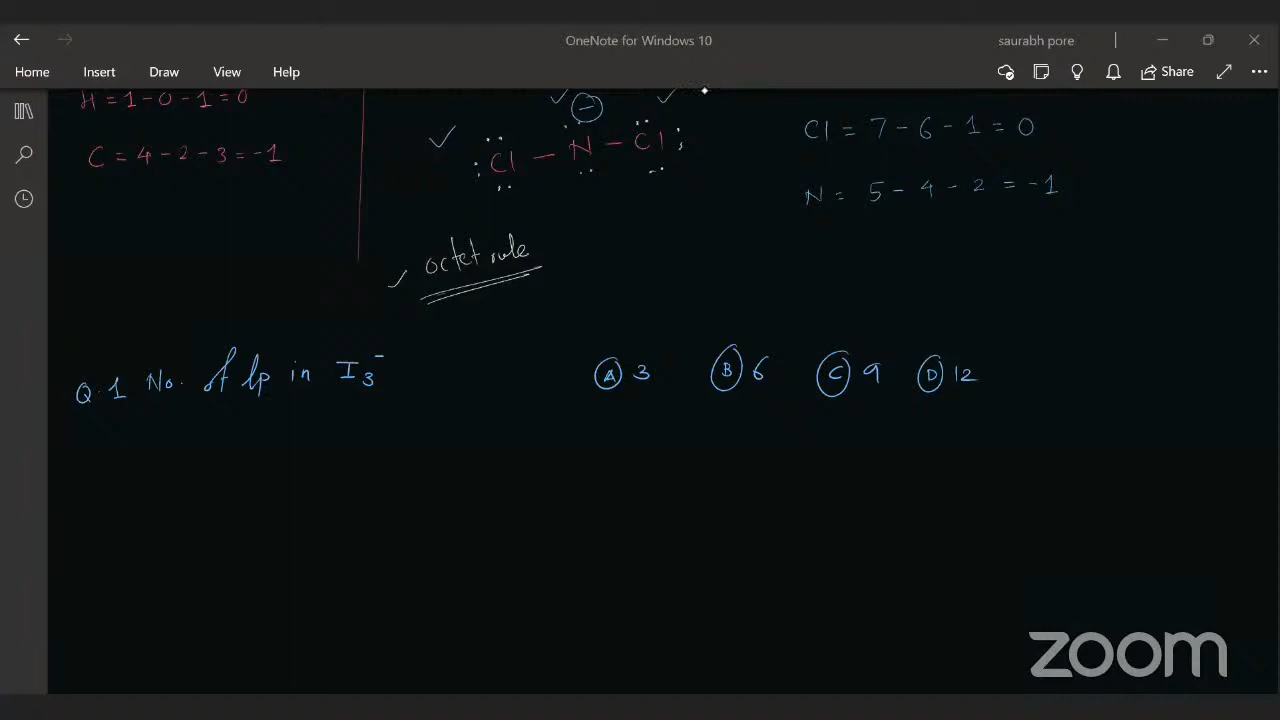 OneNote for Windows 10
saurabh pore
Home Insert Draw View Help
Share
H = 1 - 0 - 1 = 0
C = 4 - 2 - 3 = -1
Cl - N - Cl
Cl = 7 - 6 - 1 = 0
N = 5 - 4 - 2 = -1
octet rule
Q.1 No. of lp in I3⁻ (A) 3 (B) 6 (C) 9 (D) 12
zoom